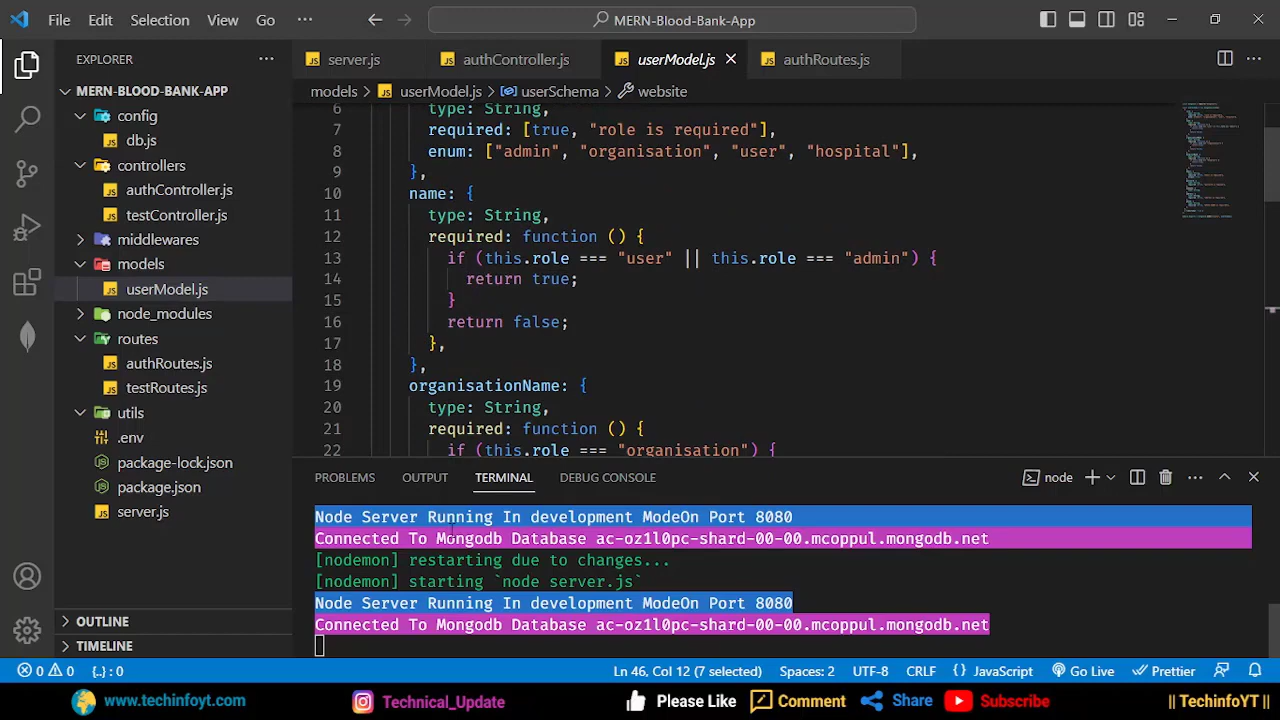 File Edit Selection View Go ··· MERN-Blood-Bank-App
EXPLORER ···
server.js authController.js userModel.js authRoutes.js ···
MERN-BLOOD-BANK-APP
models > userModel.js > userSchema > website
config
db.js
controllers
authController.js
testController.js
middlewares
models
userModel.js
node_modules
routes
authRoutes.js
testRoutes.js
utils
.env
package-lock.json
package.json
server.js
OUTLINE
TIMELINE
6 type: String,
7 required: [true, "role is required"],
8 enum: ["admin", "organisation", "user", "hospital"],
9 },
10 name: {
11 type: String,
12 required: function () {
13 if (this.role === "user" || this.role === "admin") {
14 return true;
15 }
16 return false;
17 },
18 },
19 organisationName: {
20 type: String,
21 required: function () {
22 if (this.role === "organisation") {
PROBLEMS OUTPUT TERMINAL DEBUG CONSOLE node ···
Node Server Running In development ModeOn Port 8080
Connected To Mongodb Database ac-oz1l0pc-shard-00-00.mcoppul.mongodb.net
[nodemon] restarting due to changes...
[nodemon] starting `node server.js`
Node Server Running In development ModeOn Port 8080
Connected To Mongodb Database ac-oz1l0pc-shard-00-00.mcoppul.mongodb.net
0 0 {..} : 0 Ln 46, Col 12 (7 selected) Spaces: 2 UTF-8 CRLF {} JavaScript Go Live Prettier
www.techinfoyt.com Technical_Update Please Like Comment Share Subscribe || TechinfoYT ||